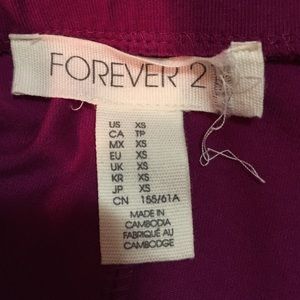 FOREVER 21
US XS
CA TP
MX XS
EU XS
UK XS
KR XS
JP XS
CN 155/61A
MADE IN
CAMBODIA
FABRIQUÉ AU
CAMBODGE